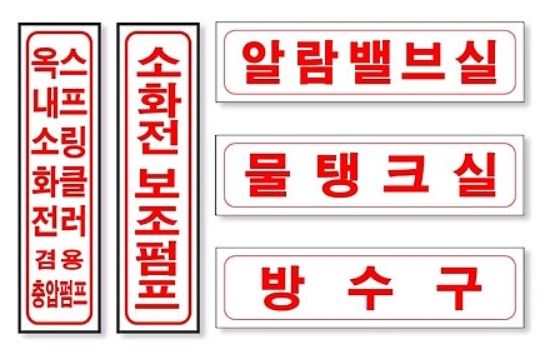 옥내소화전
스프링클러
겸용
충압펌프
소화전 보조펌프
알람밸브실
물탱크실
방수구